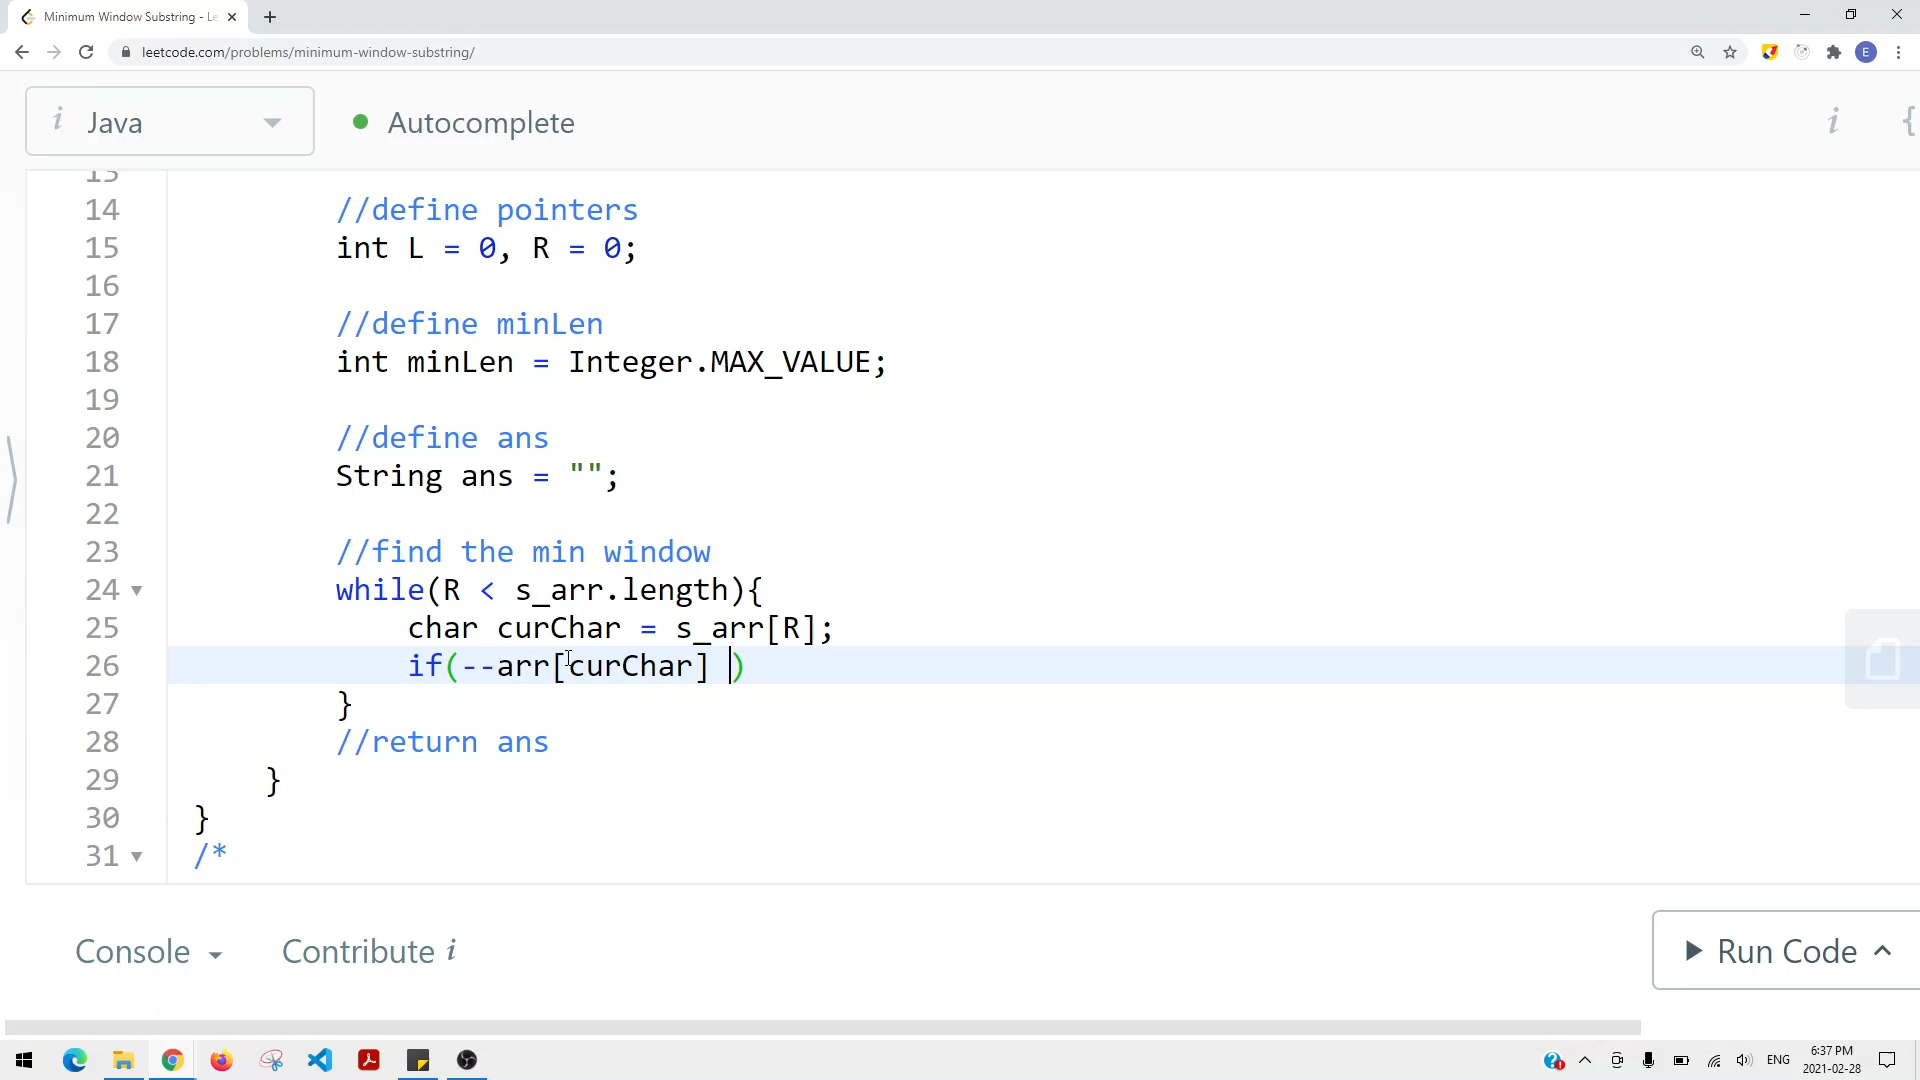 Minimum Window Substring - Le
leetcode.com/problems/minimum-window-substring/
E
i Java
Autocomplete
i {
13
14 //define pointers
15 int L = 0, R = 0;
16
17 //define minLen
18 int minLen = Integer.MAX_VALUE;
19
20 //define ans
21 String ans = "";
22
23 //find the min window
24 while(R < s_arr.length){
25 char curChar = s_arr[R];
26 if(--arr[curChar] )
27 }
28 //return ans
29 }
30 }
31 /*
Console Contribute i
Run Code
ENG
6:37 PM
2021-02-28